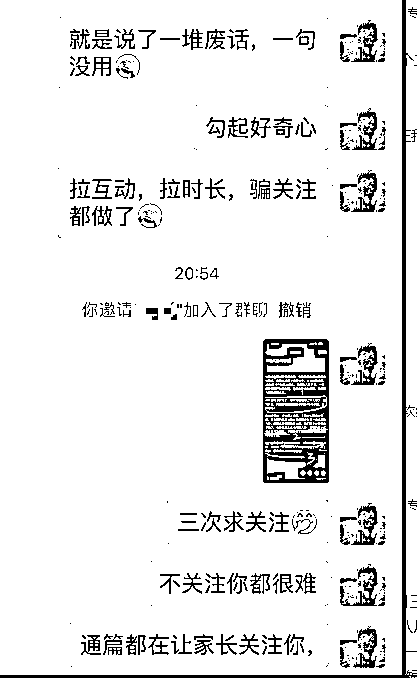 就是说了一堆废话，一句
没用
勾起好奇心
拉互动，拉时长，骗关注
都做了
20:54
你邀请"加入了群聊 撤销
三次求关注
不关注你都很难
通篇都在让家长关注你，